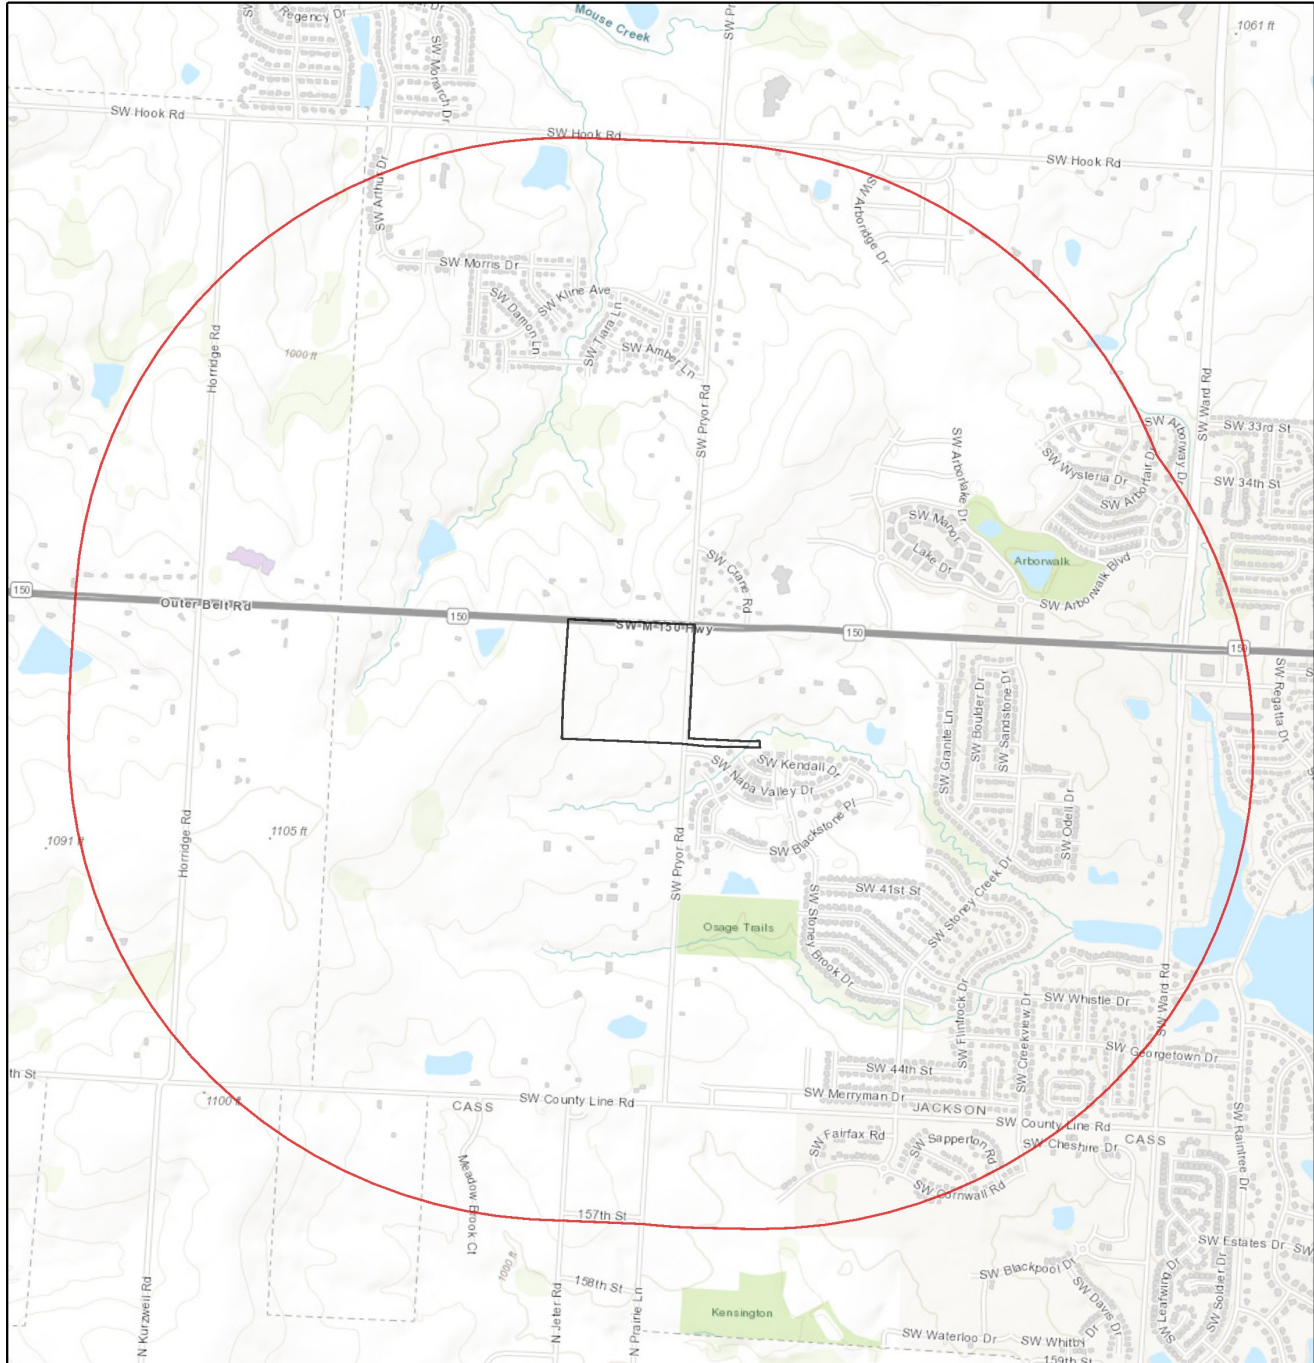 Regency Dr
Mouse Creek
SW Pr
1061 ft
SW Monarch Dr
SW Hook Rd
SW Hook Rd
SW Hook Rd
SW Arthur Dr
SW Arboridge Dr
SW Morris Dr
SW Kline Ave
SW Damon Ln
SW Tiara Ln
SW Amber Ln
1000 ft
Horridge Rd
SW Pryor Rd
SW Ward Rd
SW Arborway Dr
SW 33rd St
SW Arborlake Dr
SW Wysteria Dr
SW Arborfair Dr
SW 34th St
SW Manor
Lake Dr
Arborwalk
SW Arborwalk Blvd
SW Crane Rd
150
Outer Belt Rd
150
SW M-150 Hwy
150
150
SW Regatta Dr
SW Granite Ln
SW Boulder Dr
SW Sandstone Dr
SW Kendall Dr
SW Napa Valley Dr
SW Blackstone Pl
SW Odell Dr
1091 ft
1105 ft
Horridge Rd
SW Pryor Rd
SW 41st St
SW Stoney Creek Dr
Osage Trails
SW Stoney Brook Dr
SW Flintrock Dr
SW Creekview Dr
SW Whistle Dr
SW Ward Rd
SW Georgetown Dr
SW 44th St
th St
1100 ft
CASS
SW County Line Rd
SW Merryman Dr
JACKSON
SW County Line Rd
CASS
SW Fairfax Rd
SW Sapperton Rd
SW Cheshire Dr
SW Raintree Dr
SW Cornwall Rd
Meadow Brook Ct
157th St
1000 ft
158th St
N Kurzweil Rd
N Jeter Rd
N Prairie Ln
Kensington
SW Blackpool Dr
SW Davis Dr
SW Leafwing Dr
SW Soldier Dr
SW Estates Dr
SW
SW Waterloo Dr
SW Whitby Dr
159th St